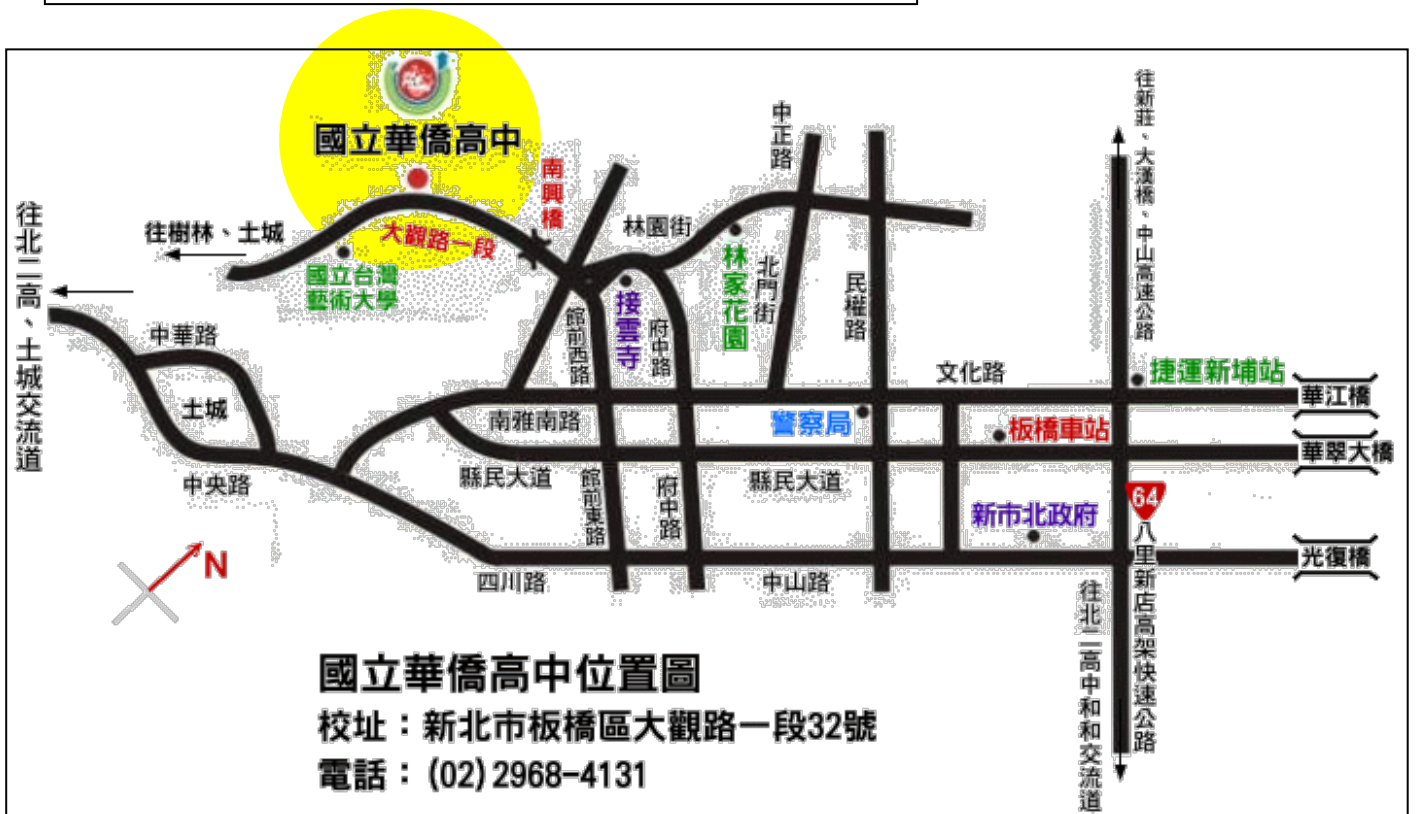 國立華僑高中
南興橋
大觀路一段
往樹林、土城
國立台灣
藝術大學
往北二高、土城交流道
中華路
土城
中央路
林園街
接雲寺
館前西路
府中路
林家花園
北門街
中正路
民權路
往新莊、大漢橋、中山高速公路
文化路
捷運新埔站
華江橋
南雅南路
警察局
板橋車站
華翠大橋
縣民大道
館前東路
府中路
縣民大道
新市北政府
64
八里新店高架快速公路
光復橋
四川路
中山路
往北二高中和和交流道
N
國立華僑高中位置圖
校址：新北市板橋區大觀路一段32號
電話：(02)2968-4131